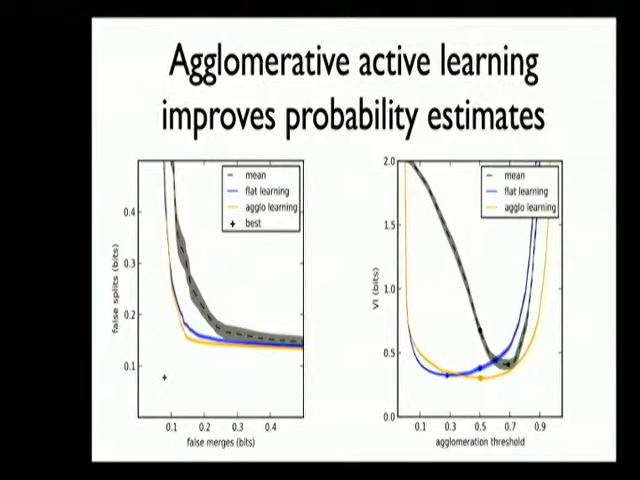 Agglomerative active learning
improves probability estimates
mean
flat learning
agglo learning
best
false splits (bits)
0.4
0.3
0.2
0.1
0.1 0.2 0.3 0.4
false merges (bits)
mean
flat learning
agglo learning
VI (bits)
2.0
1.5
1.0
0.5
0.0
0.1 0.3 0.5 0.7 0.9
agglomeration threshold